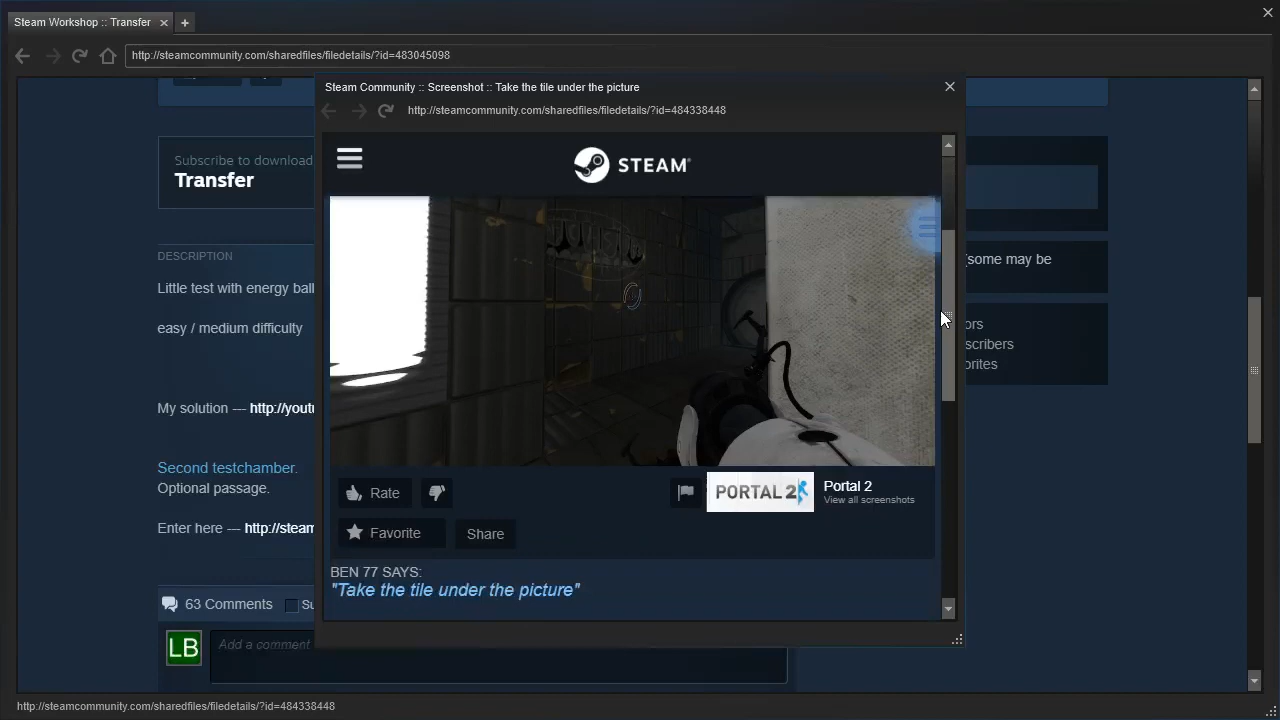 Steam Workshop :: Transfer
http://steamcommunity.com/sharedfiles/filedetails/?id=483045098
Steam Community :: Screenshot :: Take the tile under the picture
http://steamcommunity.com/sharedfiles/filedetails/?id=484338448
STEAM
Subscribe to download
Transfer
DESCRIPTION
Little test with energy ball
easy / medium difficulty
My solution --- http://youtu
Second testchamber.
Optional passage.
Enter here --- http://steam
63 Comments
Su
LB
Add a comment
Rate
PORTAL 2
Portal 2
View all screenshots
Favorite
Share
BEN 77 SAYS:
"Take the tile under the picture"
(some may be
ors
scribers
orites
http://steamcommunity.com/sharedfiles/filedetails/?id=484338448